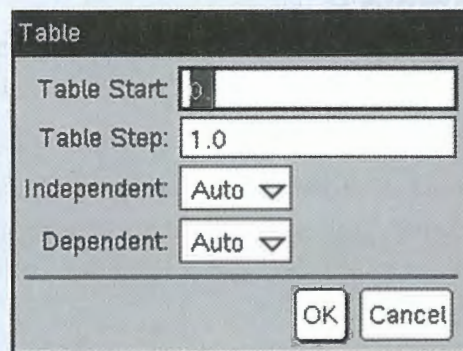 Table
Table Start: 0.
Table Step: 1.0
Independent: Auto
Dependent: Auto
OK Cancel